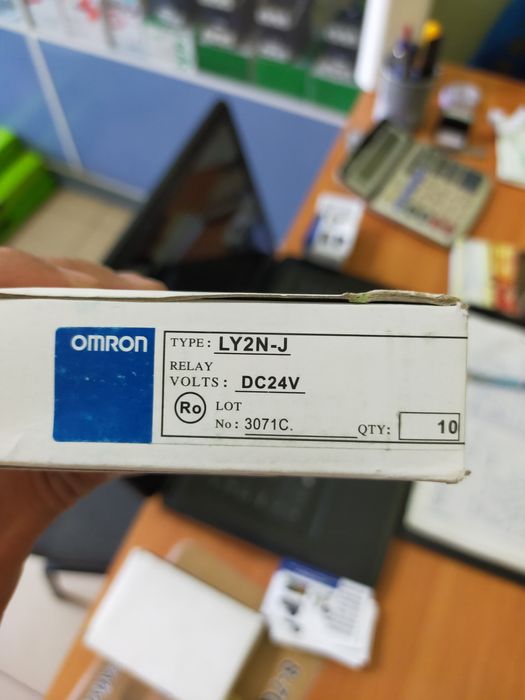 OMRON
TYPE: LY2N-J
RELAY
VOLTS: DC24V
Ro LOT
No: 3071C. QTY: 10